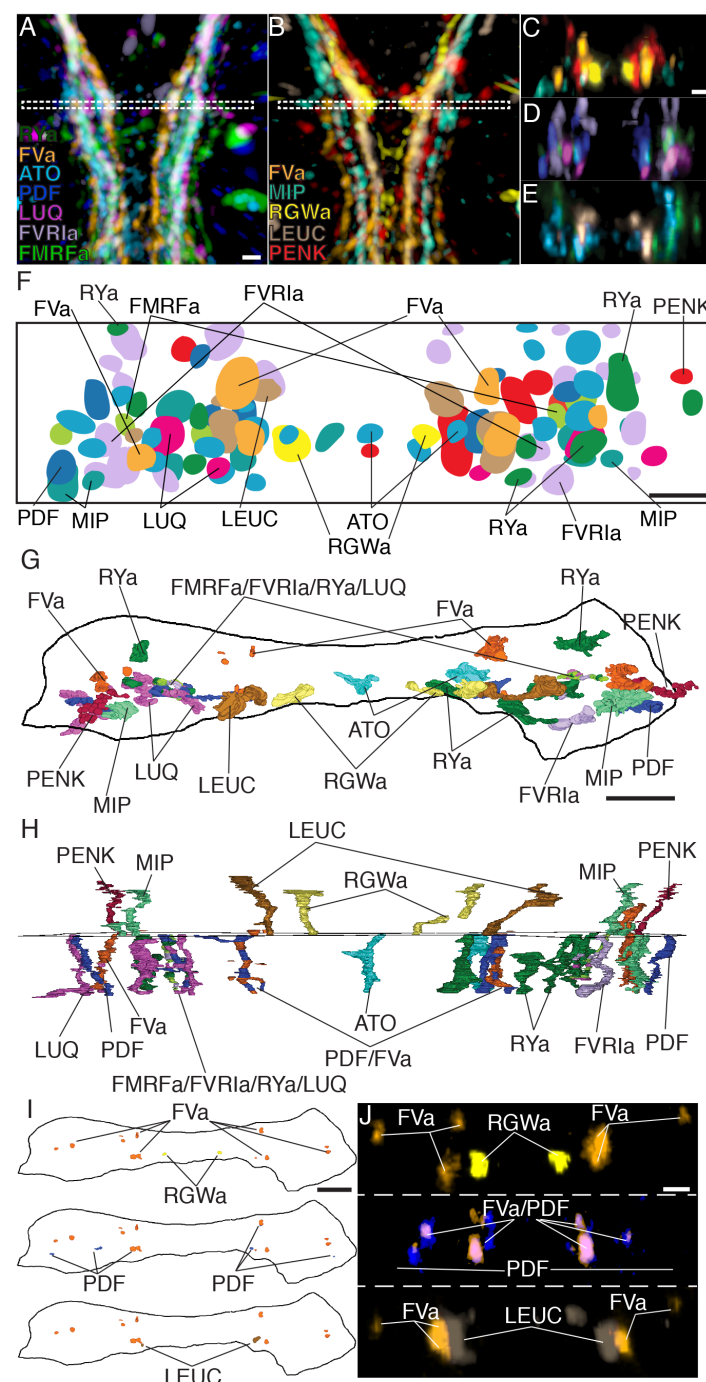 A
B
C
RYa
FVa
ATO
PDF
LUQ
FVRIa
FMRFa
FVa
MIP
RGWa
LEUC
PENK
D
E
F
RYa
FVa
FMRFa
FVRIa
FVa
RYa
PENK
PDF
MIP
LUQ
LEUC
ATO
RGWa
RYa
FVRIa
MIP
G
RYa
FVa
FMRFa/FVRIa/RYa/LUQ
FVa
RYa
PENK
PENK
MIP
LUQ
LEUC
ATO
RGWa
RYa
FVRIa
MIP
PDF
H
LEUC
PENK
MIP
RGWa
MIP
PENK
LUQ
PDF
FVa
ATO
PDF/FVa
RYa
FVRIa
PDF
FMRFa/FVRIa/RYa/LUQ
I
FVa
RGWa
PDF
PDF
LEUC
J
FVa
RGWa
FVa
FVa/PDF
PDF
FVa
LEUC
FVa